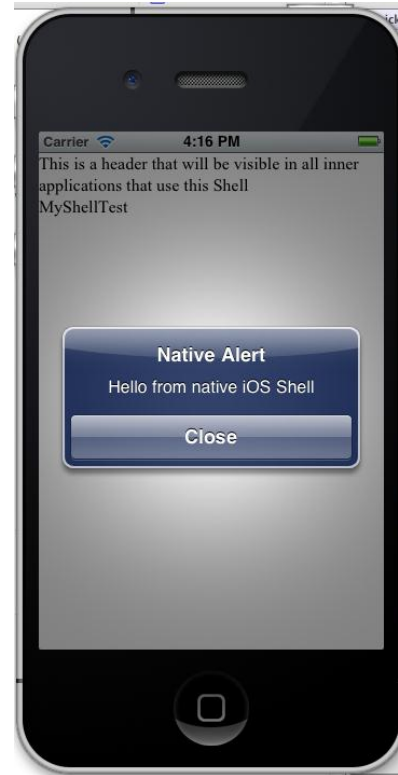 Carrier
4:16 PM
This is a header that will be visible in all inner
applications that use this Shell
MyShellTest
Native Alert
Hello from native iOS Shell
Close